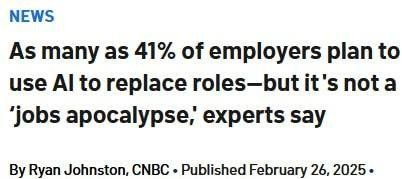 NEWS
As many as 41% of employers plan to
use AI to replace roles—but it's not a
‘jobs apocalypse,' experts say
By Ryan Johnston, CNBC • Published February 26, 2025 •